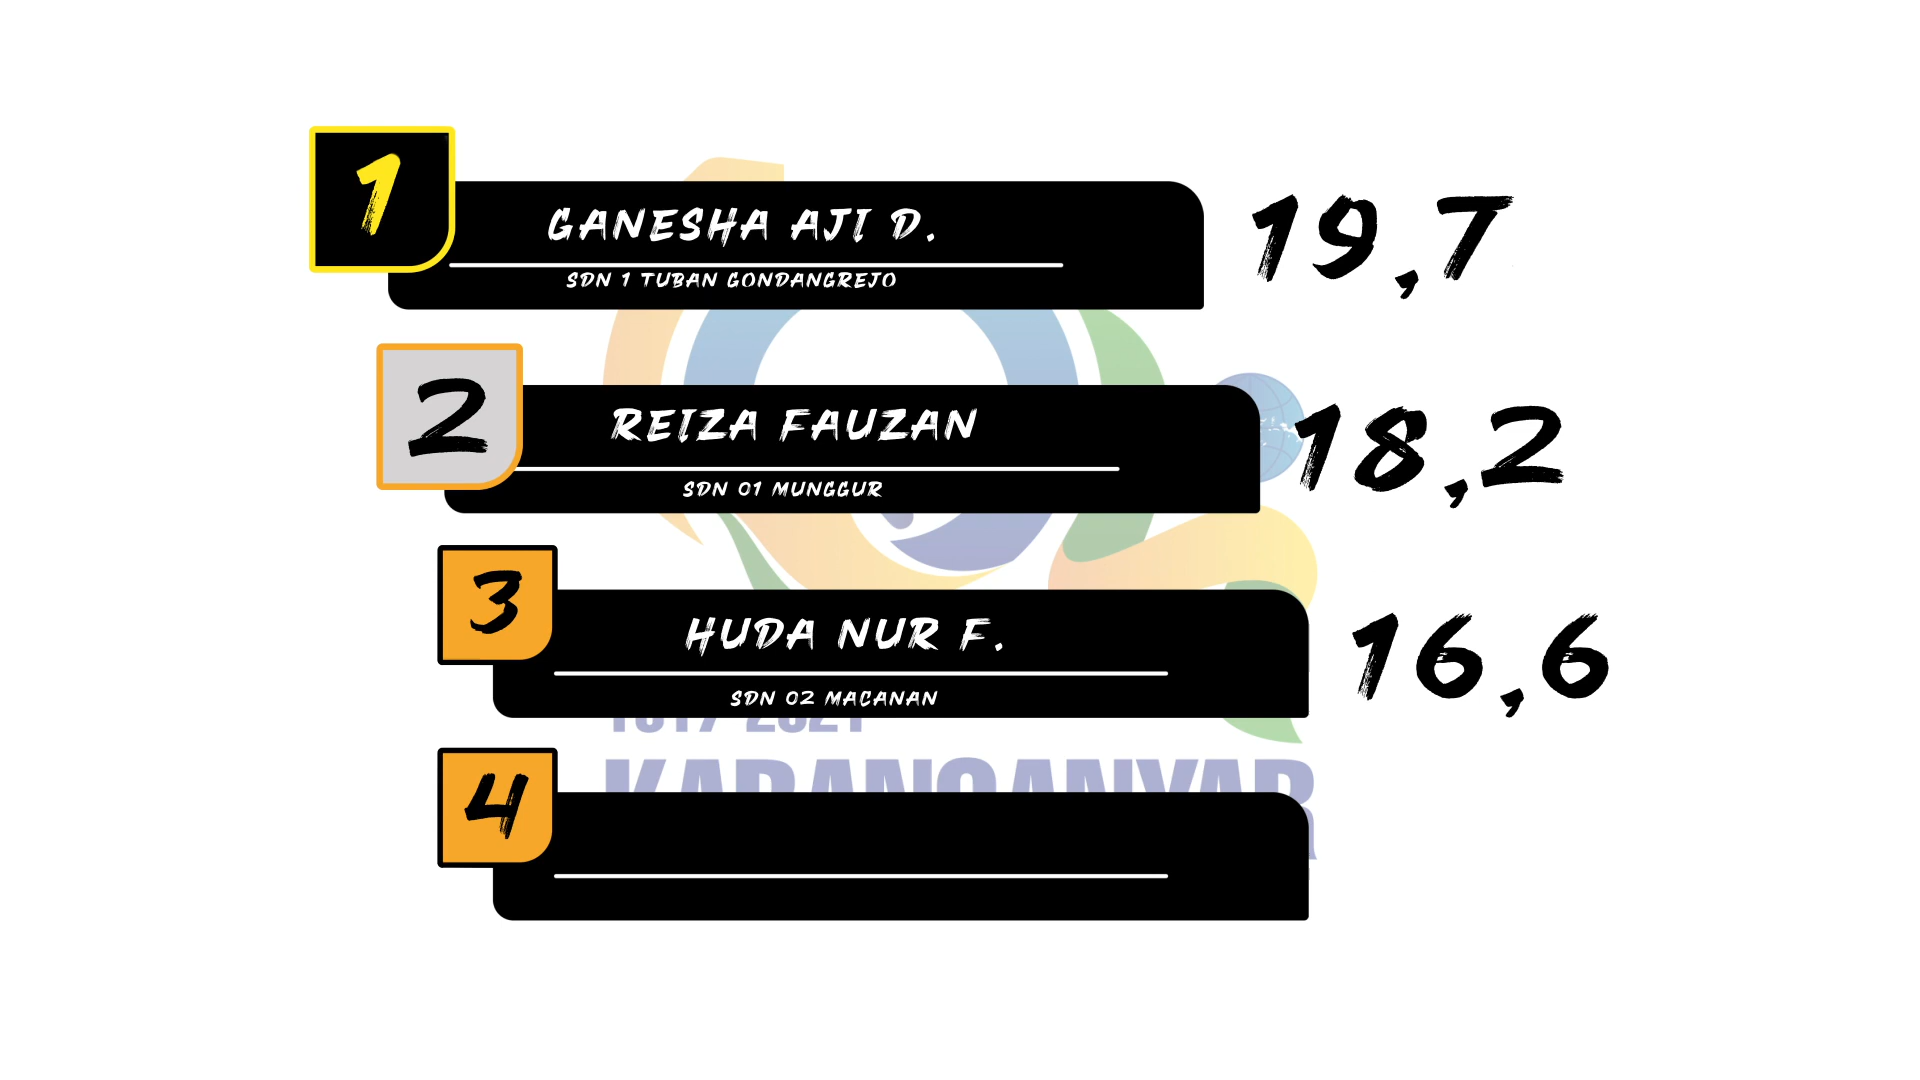 1
GANESHA AJI D.
SDN 1 TUBAN GONDANGREJO
19,7
2
REIZA FAUZAN
SDN 01 MUNGGUR
18,2
3
HUDA NUR F.
SDN 02 MACANAN
16,6
KARANGANYAR
4